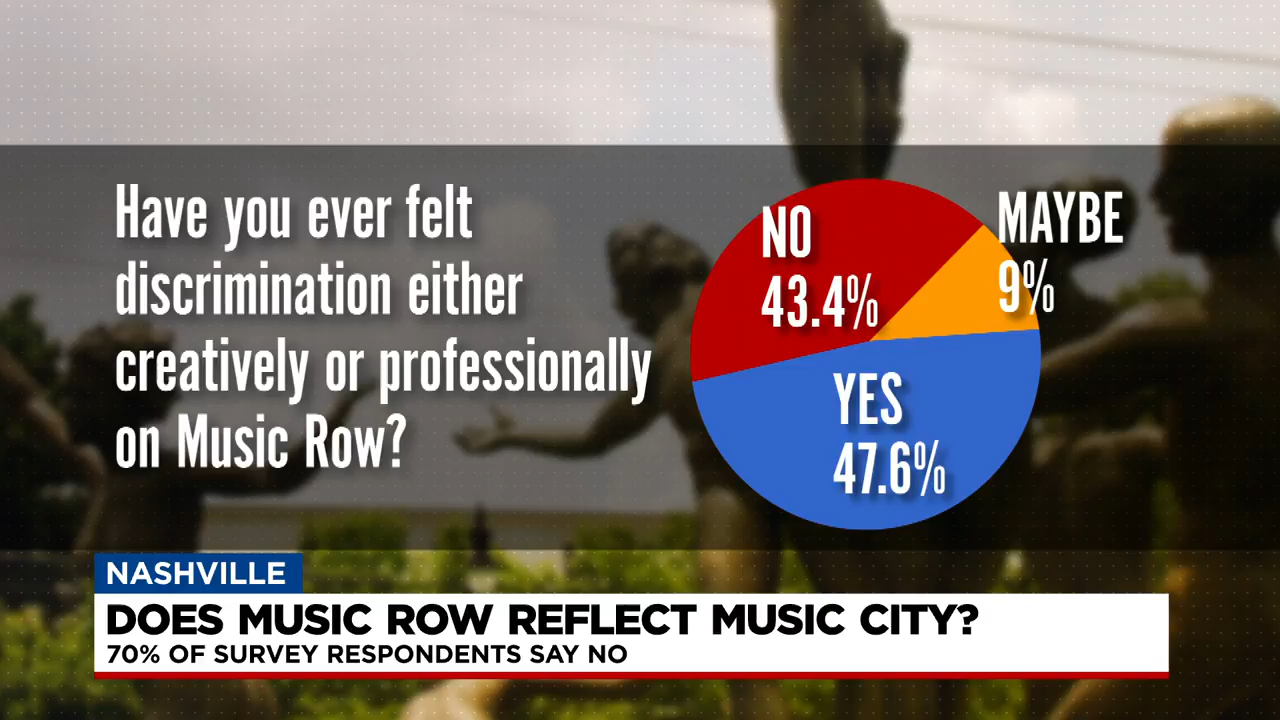 Have you ever felt
discrimination either
creatively or professionally
on Music Row?
NO
43.4%
MAYBE
9%
YES
47.6%
NASHVILLE
DOES MUSIC ROW REFLECT MUSIC CITY?
70% OF SURVEY RESPONDENTS SAY NO